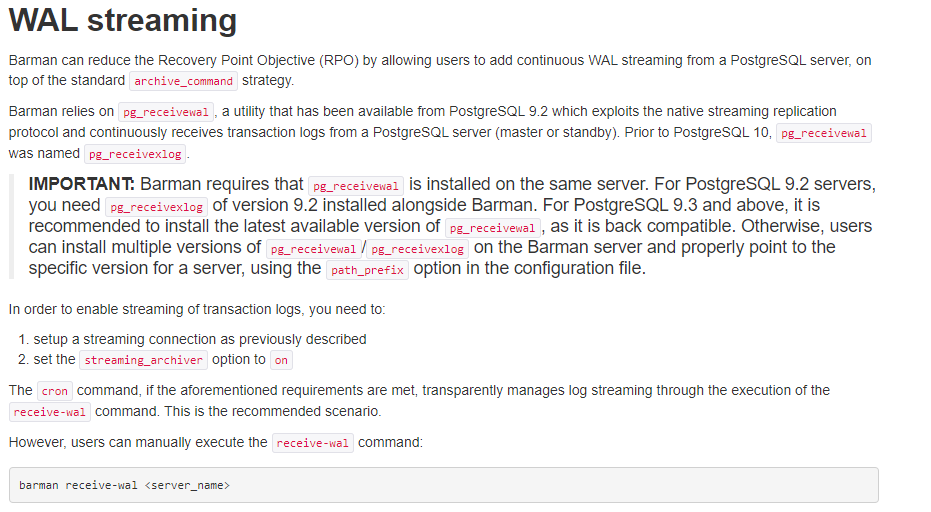 WAL streaming
Barman can reduce the Recovery Point Objective (RPO) by allowing users to add continuous WAL streaming from a PostgreSQL server, on
top of the standard archive_command strategy.
Barman relies on pg_receivewal , a utility that has been available from PostgreSQL 9.2 which exploits the native streaming replication
protocol and continuously receives transaction logs from a PostgreSQL server (master or standby). Prior to PostgreSQL 10, pg_receivewal
was named pg_receivexlog .
IMPORTANT: Barman requires that pg_receivewal is installed on the same server. For PostgreSQL 9.2 servers,
you need pg_receivexlog of version 9.2 installed alongside Barman. For PostgreSQL 9.3 and above, it is
recommended to install the latest available version of pg_receivewal , as it is back compatible. Otherwise, users
can install multiple versions of pg_receivewal / pg_receivexlog on the Barman server and properly point to the
specific version for a server, using the path_prefix option in the configuration file.
In order to enable streaming of transaction logs, you need to:
1. setup a streaming connection as previously described
2. set the streaming_archiver option to on
The cron command, if the aforementioned requirements are met, transparently manages log streaming through the execution of the
receive-wal command. This is the recommended scenario.
However, users can manually execute the receive-wal command:
barman receive-wal <server_name>